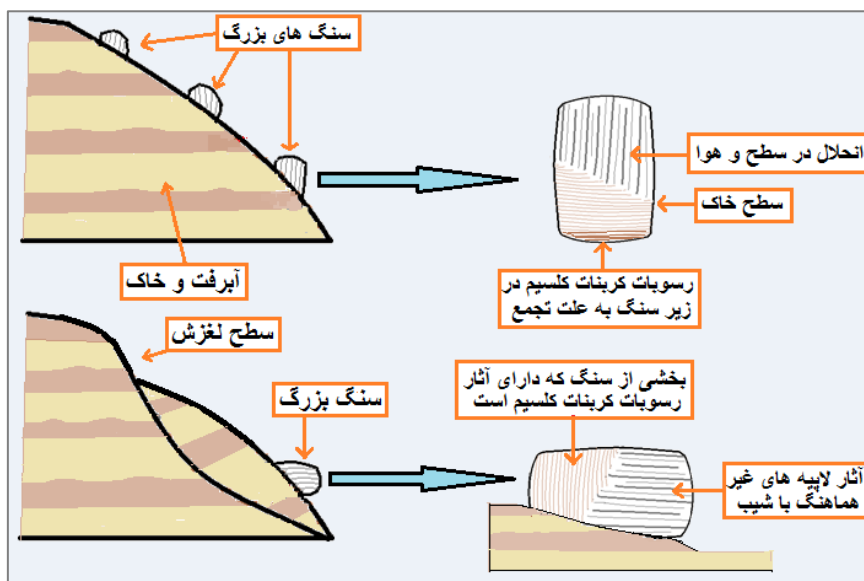 سنگ های بزرگ
انحلال در سطح و هوا
سطح خاک
آبرفت و خاک
رسوبات کربنات کلسیم در
زیر سنگ به علت تجمع
سطح لغزش
سنگ بزرگ
بخشی از سنگ که دارای آثار
رسوبات کربنات کلسیم است
آثار لاپیه های غیر
هماهنگ با شیب